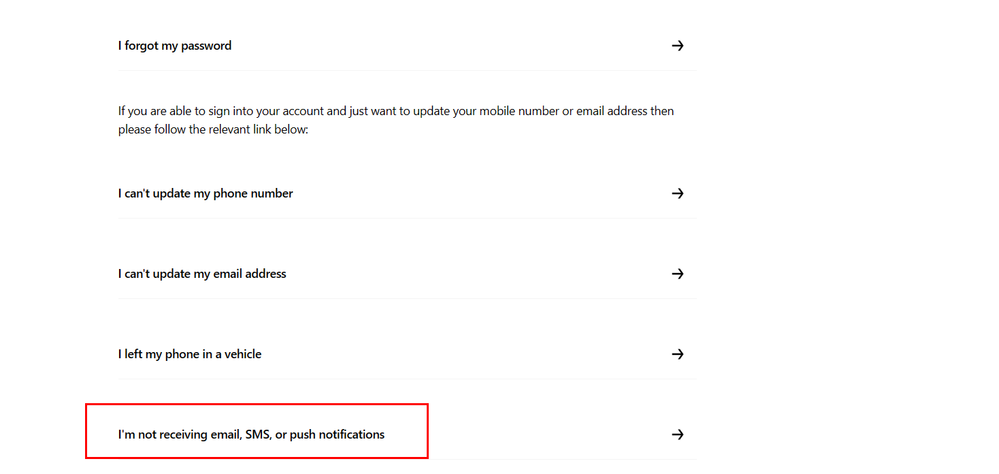 I forgot my password
If you are able to sign into your account and just want to update your mobile number or email address then
please follow the relevant link below:
I can't update my phone number
I can't update my email address
I left my phone in a vehicle
I'm not receiving email, SMS, or push notifications